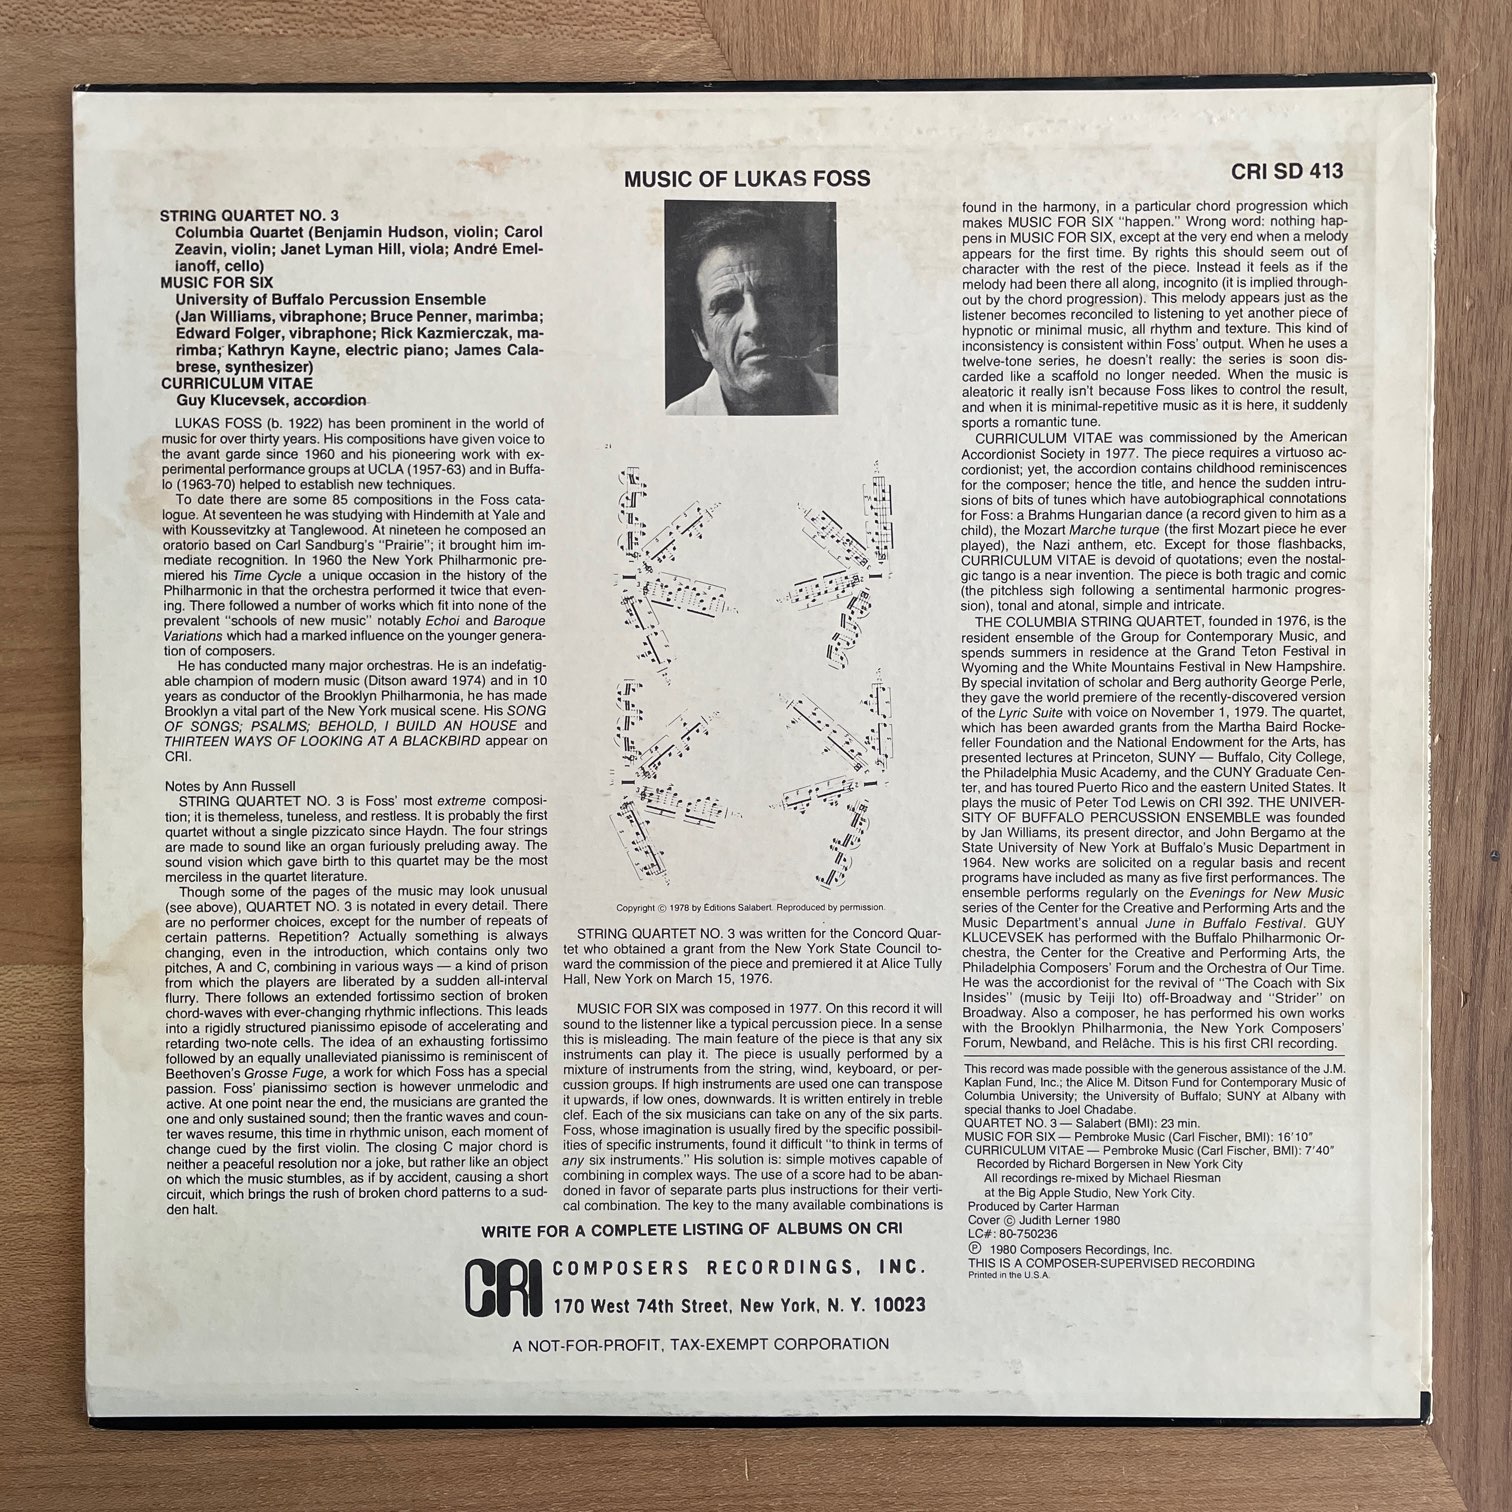 MUSIC OF LUKAS FOSS
CRI SD 413
STRING QUARTET NO. 3
Columbia Quartet (Benjamin Hudson, violin; Carol
Zeavin, violin; Janet Lyman Hill, viola; André Emel-
ianoff, cello)
MUSIC FOR SIX
University of Buffalo Percussion Ensemble
(Jan Williams, vibraphone; Bruce Penner, marimba;
Edward Folger, vibraphone; Rick Kazmierczak, ma-
rimba; Kathryn Kayne, electric piano; James Cala-
brese, synthesizer)
CURRICULUM VITAE
Guy Klucevsek, accordion
LUKAS FOSS (b. 1922) has been prominent in the world of
music for over thirty years. His compositions have given voice to
the avant garde since 1960 and his pioneering work with ex-
perimental performance groups at UCLA (1957-63) and in Buffa-
lo (1963-70) helped to establish new techniques.
To date there are some 85 compositions in the Foss cata-
logue. At seventeen he was studying with Hindemith at Yale and
with Koussevitzky at Tanglewood. At nineteen he composed an
oratorio based on Carl Sandburg's "Prairie"; it brought him im-
mediate recognition. In 1960 the New York Philharmonic pre-
miered his Time Cycle a unique occasion in the history of the
Philharmonic in that the orchestra performed it twice that even-
ing. There followed a number of works which fit into none of the
prevalent "schools of new music" notably Echoi and Baroque
Variations which had a marked influence on the younger genera-
tion of composers.
He has conducted many major orchestras. He is an indefatig-
able champion of modern music (Ditson award 1974) and in 10
years as conductor of the Brooklyn Philharmonia, he has made
Brooklyn a vital part of the New York musical scene. His SONG
OF SONGS; PSALMS; BEHOLD, I BUILD AN HOUSE and
THIRTEEN WAYS OF LOOKING AT A BLACKBIRD appear on
CRI.
Notes by Ann Russell
STRING QUARTET NO. 3 is Foss' most extreme composi-
tion; it is themeless, tuneless, and restless. It is probably the first
quartet without a single pizzicato since Haydn. The four strings
are made to sound like an organ furiously preluding away. The
sound vision which gave birth to this quartet may be the most
merciless in the quartet literature.
Though some of the pages of the music may look unusual
(see above), QUARTET NO. 3 is notated in every detail. There
are no performer choices, except for the number of repeats of
certain patterns. Repetition? Actually something is always
changing, even in the introduction, which contains only two
pitches, A and C, combining in various ways — a kind of prison
from which the players are liberated by a sudden all-interval
flurry. There follows an extended fortissimo section of broken
chord-waves with ever-changing rhythmic inflections. This leads
into a rigidly structured pianissimo episode of accelerating and
retarding two-note cells. The idea of an exhausting fortissimo
followed by an equally unalleviated pianissimo is reminiscent of
Beethoven's Grosse Fuge, a work for which Foss has a special
passion. Foss' pianissimo section is however unmelodic and
active. At one point near the end, the musicians are granted the
one and only sustained sound; then the frantic waves and coun-
ter waves resume, this time in rhythmic unison, each moment of
change cued by the first violin. The closing C major chord is
neither a peaceful resolution nor a joke, but rather like an object
on which the music stumbles, as if by accident, causing a short
circuit, which brings the rush of broken chord patterns to a sud-
den halt.
21
Copyright © 1978 by Éditions Salabert. Reproduced by permission.
STRING QUARTET NO. 3 was written for the Concord Quar-
tet who obtained a grant from the New York State Council to-
ward the commission of the piece and premiered it at Alice Tully
Hall, New York on March 15, 1976.
MUSIC FOR SIX was composed in 1977. On this record it will
sound to the listenner like a typical percussion piece. In a sense
this is misleading. The main feature of the piece is that any six
instruments can play it. The piece is usually performed by a
mixture of instruments from the string, wind, keyboard, or per-
cussion groups. If high instruments are used one can transpose
it upwards, if low ones, downwards. It is written entirely in treble
clef. Each of the six musicians can take on any of the six parts.
Foss, whose imagination is usually fired by the specific possibil-
ities of specific instruments, found it difficult "to think in terms of
any six instruments." His solution is: simple motives capable of
combining in complex ways. The use of a score had to be aban-
doned in favor of separate parts plus instructions for their verti-
cal combination. The key to the many available combinations is
found in the harmony, in a particular chord progression which
makes MUSIC FOR SIX "happen." Wrong word: nothing hap-
pens in MUSIC FOR SIX, except at the very end when a melody
appears for the first time. By rights this should seem out of
character with the rest of the piece. Instead it feels as if the
melody had been there all along, incognito (it is implied through-
out by the chord progression). This melody appears just as the
listener becomes reconciled to listening to yet another piece of
hypnotic or minimal music, all rhythm and texture. This kind of
inconsistency is consistent within Foss' output. When he uses a
twelve-tone series, he doesn't really: the series is soon dis-
carded like a scaffold no longer needed. When the music is
aleatoric it really isn't because Foss likes to control the result,
and when it is minimal-repetitive music as it is here, it suddenly
sports a romantic tune.
CURRICULUM VITAE was commissioned by the American
Accordionist Society in 1977. The piece requires a virtuoso ac-
cordionist; yet, the accordion contains childhood reminiscences
for the composer; hence the title, and hence the sudden intru-
sions of bits of tunes which have autobiographical connotations
for Foss: a Brahms Hungarian dance (a record given to him as a
child), the Mozart Marche turque (the first Mozart piece he ever
played), the Nazi anthem, etc. Except for those flashbacks,
CURRICULUM VITAE is devoid of quotations; even the nostal-
gic tango is a near invention. The piece is both tragic and comic
(the pitchless sigh following a sentimental harmonic progres-
sion), tonal and atonal, simple and intricate.
THE COLUMBIA STRING QUARTET, founded in 1976, is the
resident ensemble of the Group for Contemporary Music, and
spends summers in residence at the Grand Teton Festival in
Wyoming and the White Mountains Festival in New Hampshire.
By special invitation of scholar and Berg authority George Perle,
they gave the world premiere of the recently-discovered version
of the Lyric Suite with voice on November 1, 1979. The quartet,
which has been awarded grants from the Martha Baird Rocke-
feller Foundation and the National Endowment for the Arts, has
presented lectures at Princeton, SUNY — Buffalo, City College,
the Philadelphia Music Academy, and the CUNY Graduate Cen-
ter, and has toured Puerto Rico and the eastern United States. It
plays the music of Peter Tod Lewis on CRI 392. THE UNIVER-
SITY OF BUFFALO PERCUSSION ENSEMBLE was founded
by Jan Williams, its present director, and John Bergamo at the
State University of New York at Buffalo's Music Department in
1964. New works are solicited on a regular basis and recent
programs have included as many as five first performances. The
ensemble performs regularly on the Evenings for New Music
series of the Center for the Creative and Performing Arts and the
Music Department's annual June in Buffalo Festival. GUY
KLUCEVSEK has performed with the Buffalo Philharmonic Or-
chestra, the Center for the Creative and Performing Arts, the
Philadelphia Composers' Forum and the Orchestra of Our Time.
He was the accordionist for the revival of "The Coach with Six
Insides" (music by Teiji Ito) off-Broadway and "Strider" on
Broadway. Also a composer, he has performed his own works
with the Brooklyn Philharmonia, the New York Composers'
Forum, Newband, and Relâche. This is his first CRI recording.
This record was made possible with the generous assistance of the J.M.
Kaplan Fund, Inc.; the Alice M. Ditson Fund for Contemporary Music of
Columbia University; the University of Buffalo; SUNY at Albany with
special thanks to Joel Chadabe.
QUARTET NO. 3 — Salabert (BMI): 23 min.
MUSIC FOR SIX — Pembroke Music (Carl Fischer, BMI): 16'10"
CURRICULUM VITAE — Pembroke Music (Carl Fischer, BMI): 7'40"
Recorded by Richard Borgersen in New York City
All recordings re-mixed by Michael Riesman
at the Big Apple Studio, New York City.
Produced by Carter Harman
Cover © Judith Lerner 1980
LC#: 80-750236
℗ 1980 Composers Recordings, Inc.
THIS IS A COMPOSER-SUPERVISED RECORDING
Printed in the U.S.A.
WRITE FOR A COMPLETE LISTING OF ALBUMS ON CRI
CRI COMPOSERS RECORDINGS, INC.
170 West 74th Street, New York, N. Y. 10023
A NOT-FOR-PROFIT, TAX-EXEMPT CORPORATION